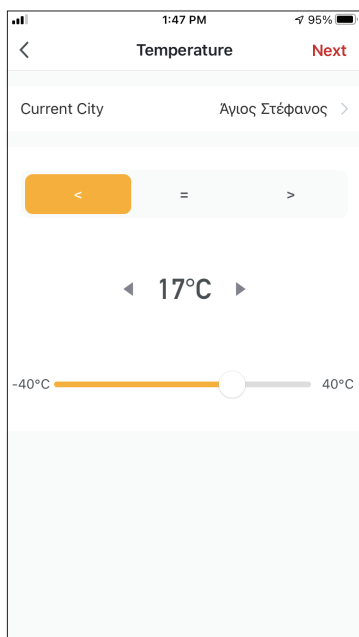 1:47 PM 95%
Temperature Next
Current City Άγιος Στέφανος
< = >
17°C
-40°C 40°C